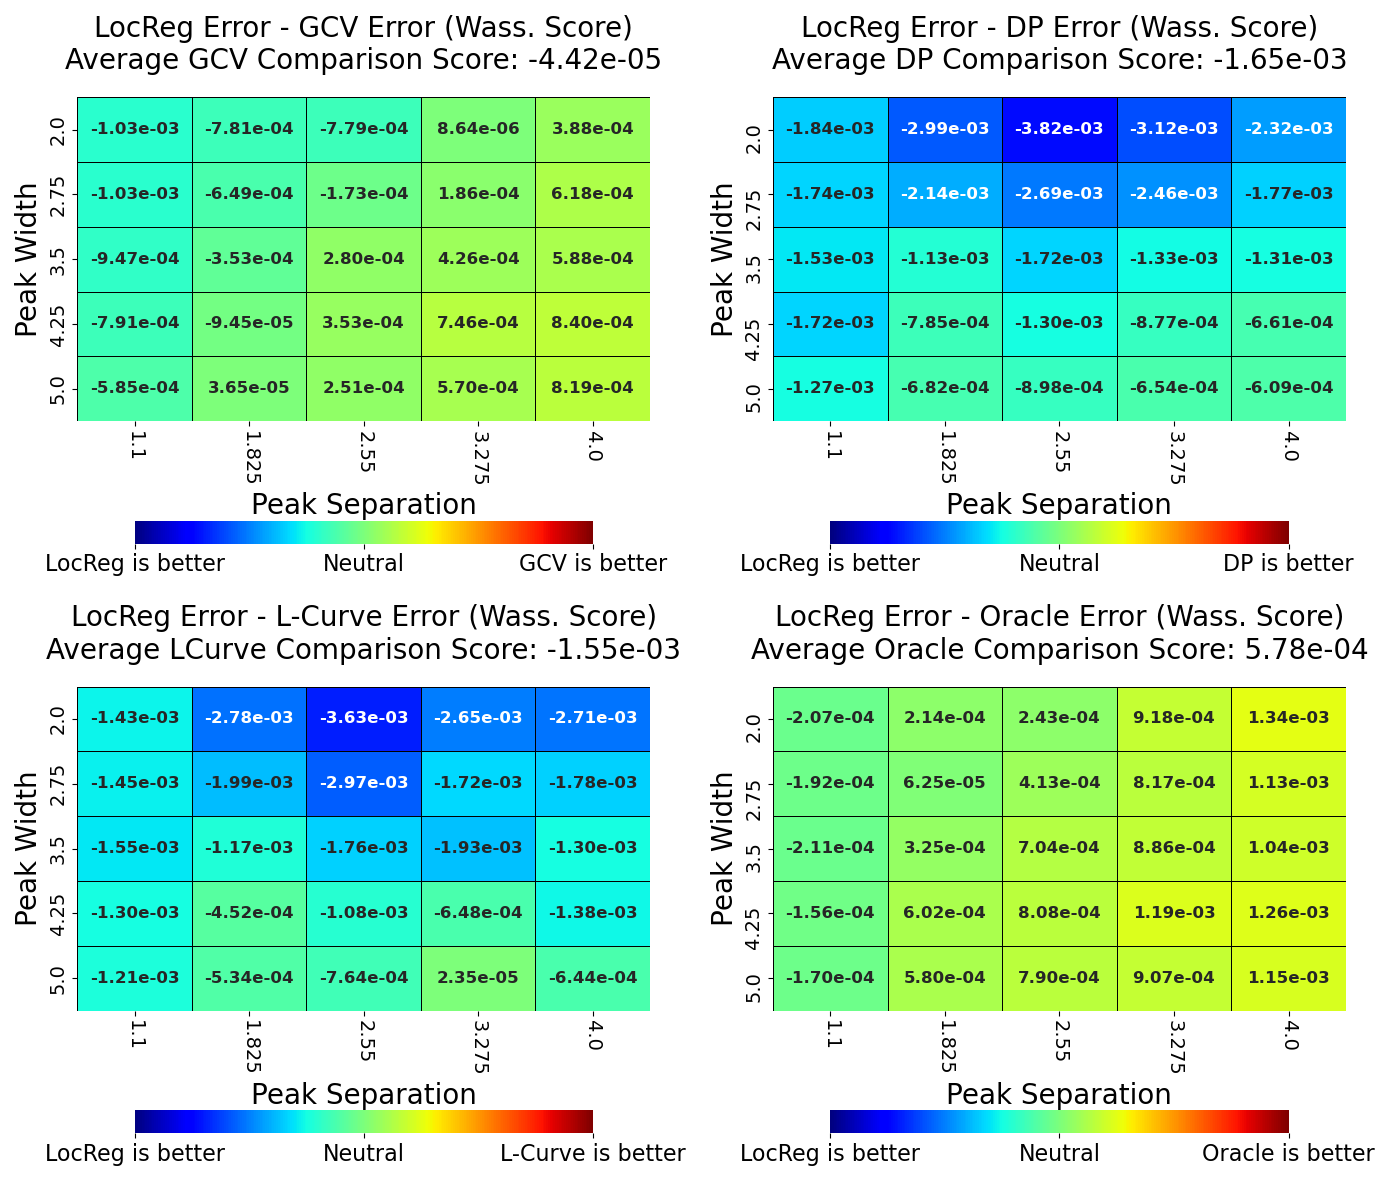 LocReg Error - GCV Error (Wass. Score)
Average GCV Comparison Score: -4.42e-05
Peak Width
2.0 -1.03e-03 -7.81e-04 -7.79e-04 8.64e-06 3.88e-04
2.75 -1.03e-03 -6.49e-04 -1.73e-04 1.86e-04 6.18e-04
3.5 -9.47e-04 -3.53e-04 2.80e-04 4.26e-04 5.88e-04
4.25 -7.91e-04 -9.45e-05 3.53e-04 7.46e-04 8.40e-04
5.0 -5.85e-04 3.65e-05 2.51e-04 5.70e-04 8.19e-04
1.1 1.825 2.55 3.275 4.0
Peak Separation
LocReg is better Neutral GCV is better
LocReg Error - DP Error (Wass. Score)
Average DP Comparison Score: -1.65e-03
Peak Width
2.0 -1.84e-03 -2.99e-03 -3.82e-03 -3.12e-03 -2.32e-03
2.75 -1.74e-03 -2.14e-03 -2.69e-03 -2.46e-03 -1.77e-03
3.5 -1.53e-03 -1.13e-03 -1.72e-03 -1.33e-03 -1.31e-03
4.25 -1.72e-03 -7.85e-04 -1.30e-03 -8.77e-04 -6.61e-04
5.0 -1.27e-03 -6.82e-04 -8.98e-04 -6.54e-04 -6.09e-04
1.1 1.825 2.55 3.275 4.0
Peak Separation
LocReg is better Neutral DP is better
LocReg Error - L-Curve Error (Wass. Score)
Average LCurve Comparison Score: -1.55e-03
Peak Width
2.0 -1.43e-03 -2.78e-03 -3.63e-03 -2.65e-03 -2.71e-03
2.75 -1.45e-03 -1.99e-03 -2.97e-03 -1.72e-03 -1.78e-03
3.5 -1.55e-03 -1.17e-03 -1.76e-03 -1.93e-03 -1.30e-03
4.25 -1.30e-03 -4.52e-04 -1.08e-03 -6.48e-04 -1.38e-03
5.0 -1.21e-03 -5.34e-04 -7.64e-04 2.35e-05 -6.44e-04
1.1 1.825 2.55 3.275 4.0
Peak Separation
LocReg is better Neutral L-Curve is better
LocReg Error - Oracle Error (Wass. Score)
Average Oracle Comparison Score: 5.78e-04
Peak Width
2.0 -2.07e-04 2.14e-04 2.43e-04 9.18e-04 1.34e-03
2.75 -1.92e-04 6.25e-05 4.13e-04 8.17e-04 1.13e-03
3.5 -2.11e-04 3.25e-04 7.04e-04 8.86e-04 1.04e-03
4.25 -1.56e-04 6.02e-04 8.08e-04 1.19e-03 1.26e-03
5.0 -1.70e-04 5.80e-04 7.90e-04 9.07e-04 1.15e-03
1.1 1.825 2.55 3.275 4.0
Peak Separation
LocReg is better Neutral Oracle is better